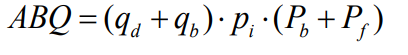 ABQ = (q_d + q_b) · p_i · (P_b + P_f)